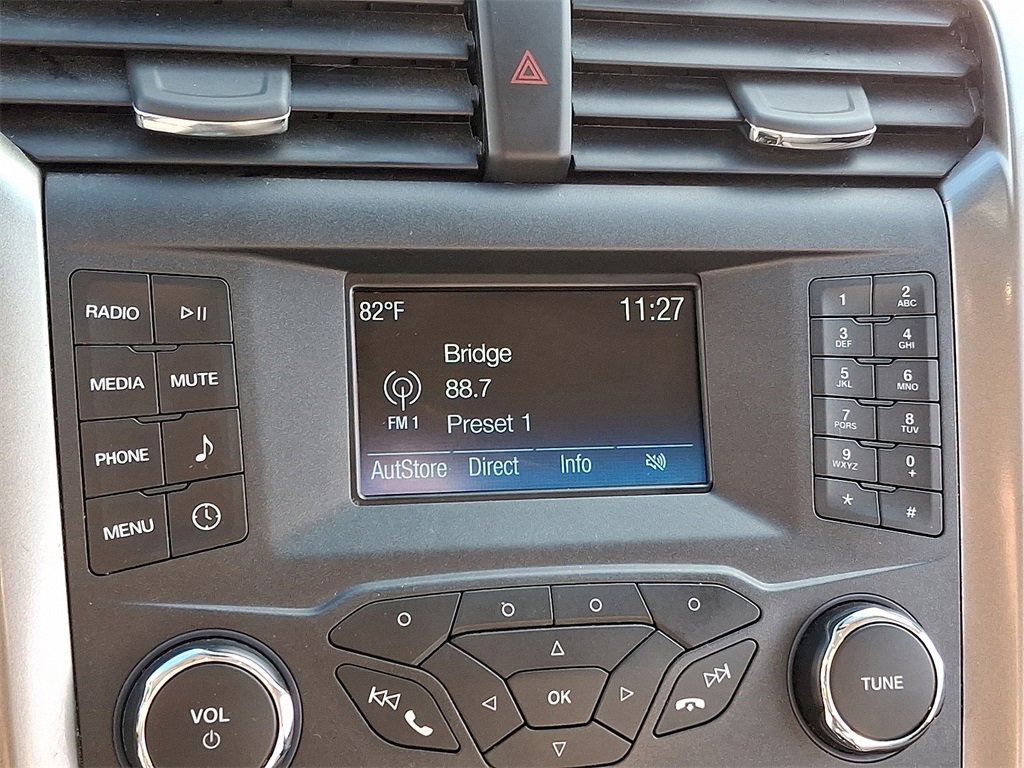 82°F 11:27
Bridge
88.7
FM 1
Preset 1
AutStore Direct Info
RADIO
MEDIA MUTE
PHONE
MENU
1 2 ABC
3 DEF 4 GHI
5 JKL 6 MNO
7 PQRS 8 TUV
9 WXYZ 0 +
* #
VOL
OK
TUNE